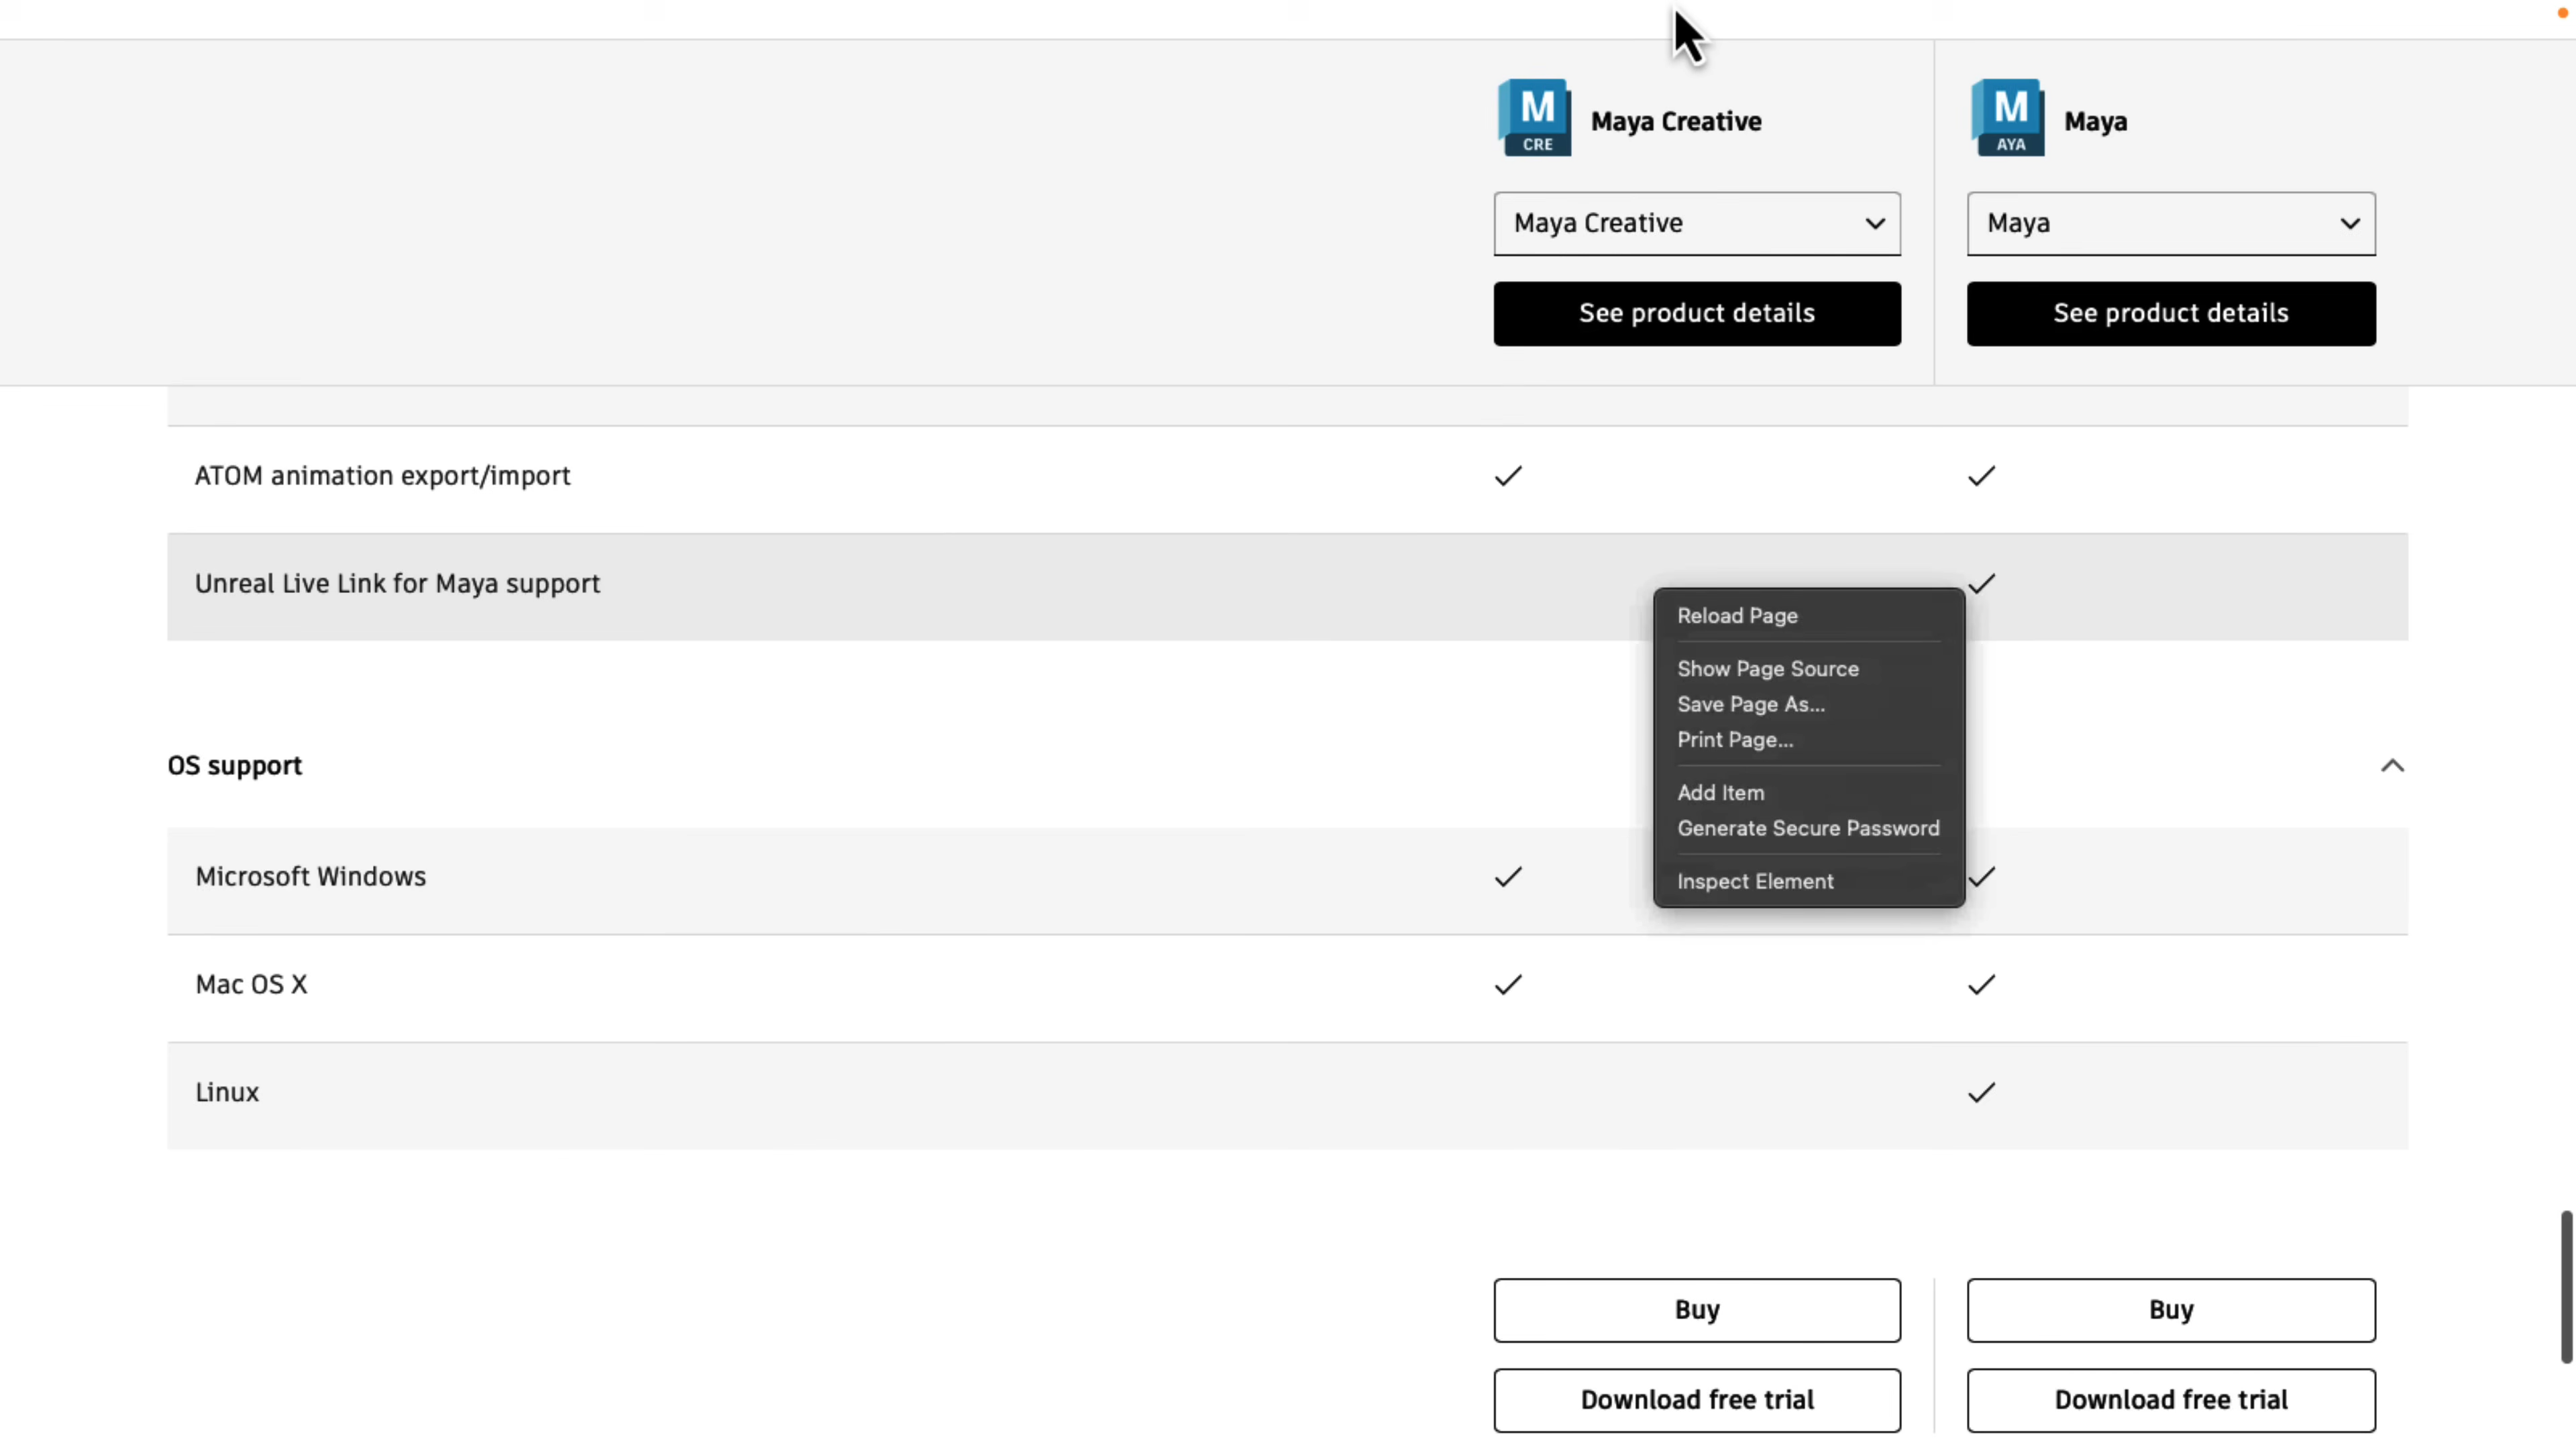 M
CRE
Maya Creative
M
AYA
Maya
Maya Creative
Maya
See product details
See product details
ATOM animation export/import
Unreal Live Link for Maya support
Reload Page
Show Page Source
Save Page As...
Print Page...
Add Item
Generate Secure Password
Inspect Element
OS support
Microsoft Windows
Mac OS X
Linux
Buy
Buy
Download free trial
Download free trial